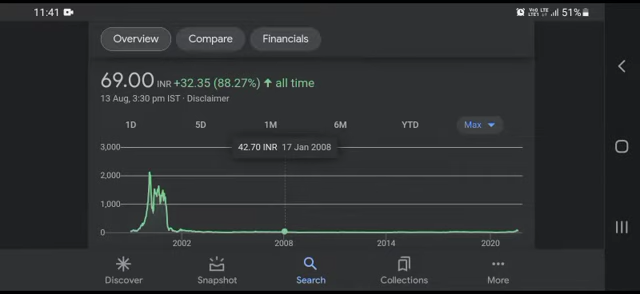 11:41
51%
Overview Compare Financials
69.00 INR +32.35 (88.27%) ↑ all time
13 Aug, 3:30 pm IST · Disclaimer
1D 5D 1M 6M YTD Max
42.70 INR 17 Jan 2008
3,000
2,000
1,000
0
2002 2008 2014 2020
Discover Snapshot Search Collections More